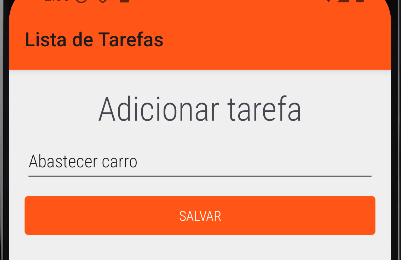 Lista de Tarefas
Adicionar tarefa
Abastecer carro
SALVAR